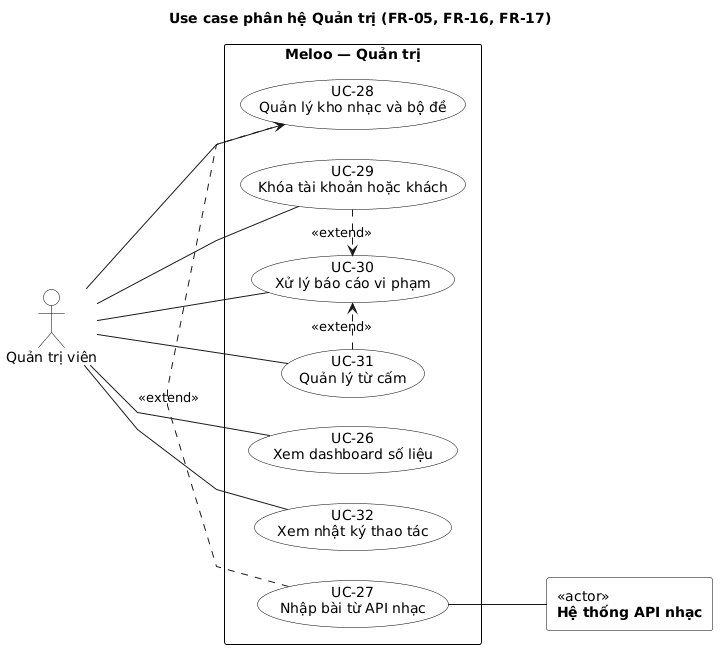 Use case phân hệ Quản trị (FR-05, FR-16, FR-17)
Meloo — Quản trị
UC-28
Quản lý kho nhạc và bộ đề
UC-29
Khóa tài khoản hoặc khách
«extend»
UC-30
Xử lý báo cáo vi phạm
«extend»
UC-31
Quản lý từ cấm
Quản trị viên
«extend»
UC-26
Xem dashboard số liệu
UC-32
Xem nhật ký thao tác
UC-27
Nhập bài từ API nhạc
«actor»
Hệ thống API nhạc